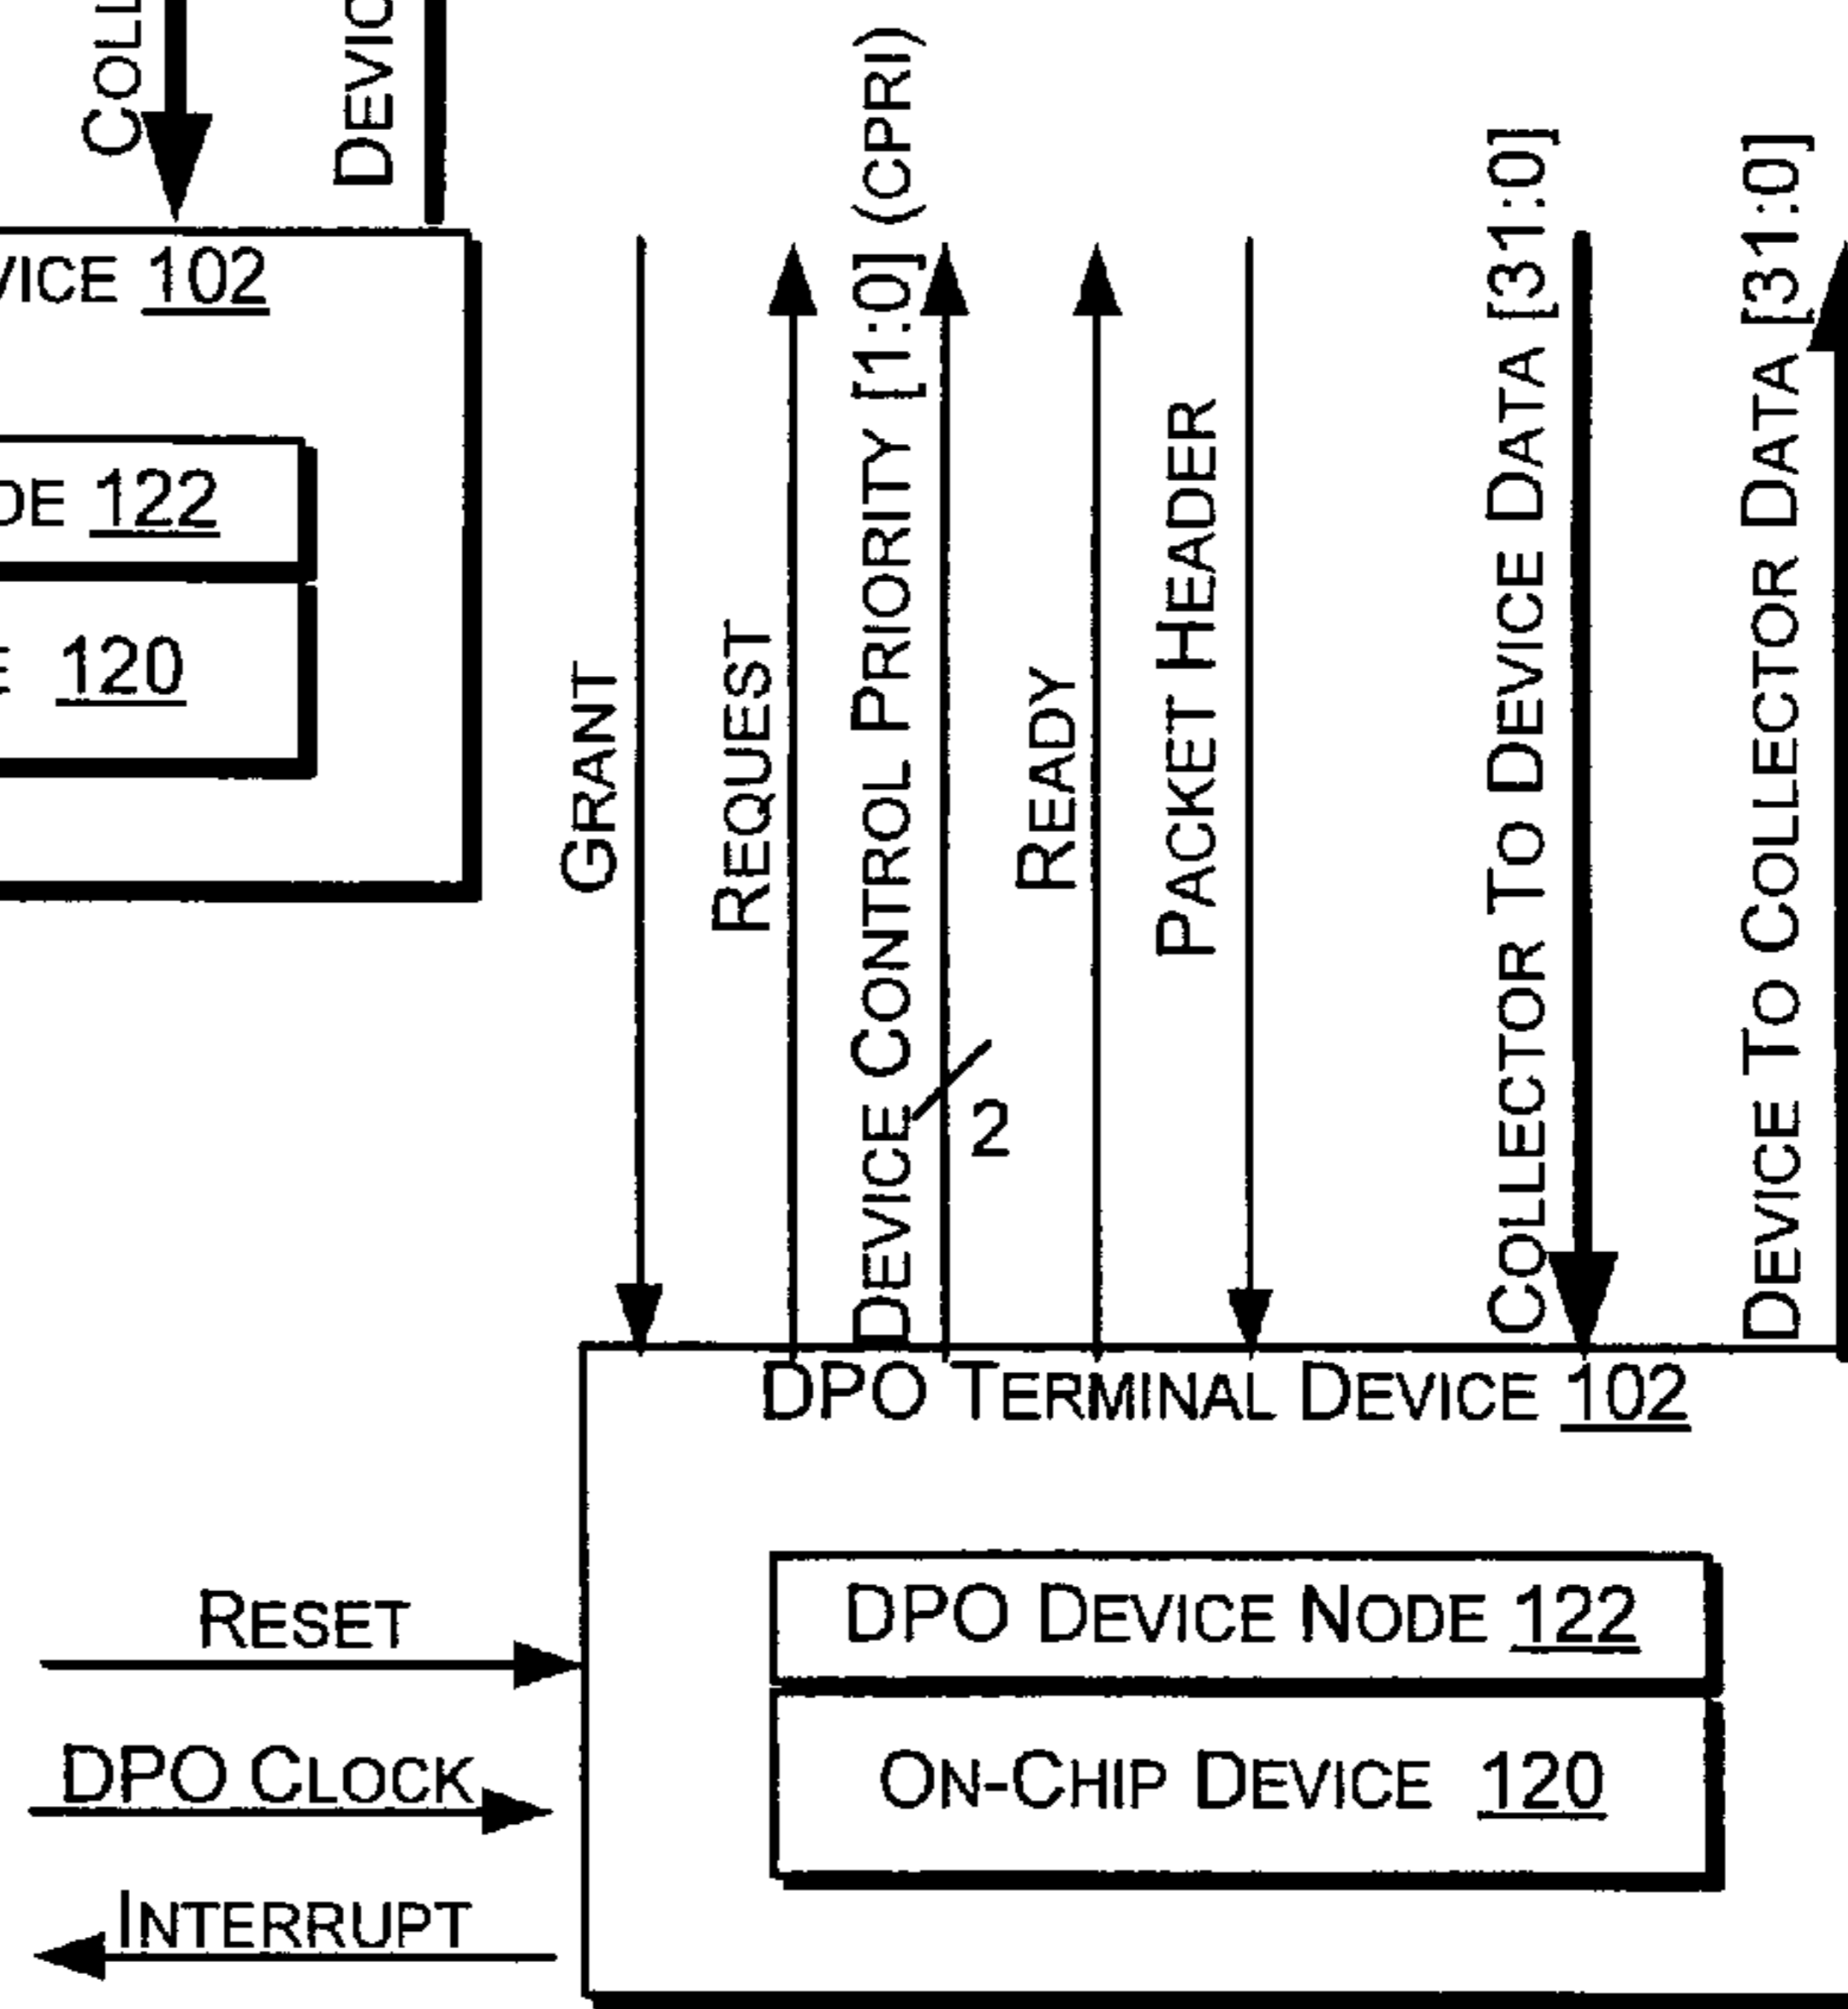 102
122
120
GRANT
REQUEST
DEVICE CONTROL PRIORITY [1:0] (CPRI)
2
READY
PACKET HEADER
COLLECTOR TO DEVICE DATA [31:0]
DEVICE TO COLLECTOR DATA [31:0]
DPO TERMINAL DEVICE 102
DPO DEVICE NODE 122
ON-CHIP DEVICE 120
RESET
DPO CLOCK
INTERRUPT